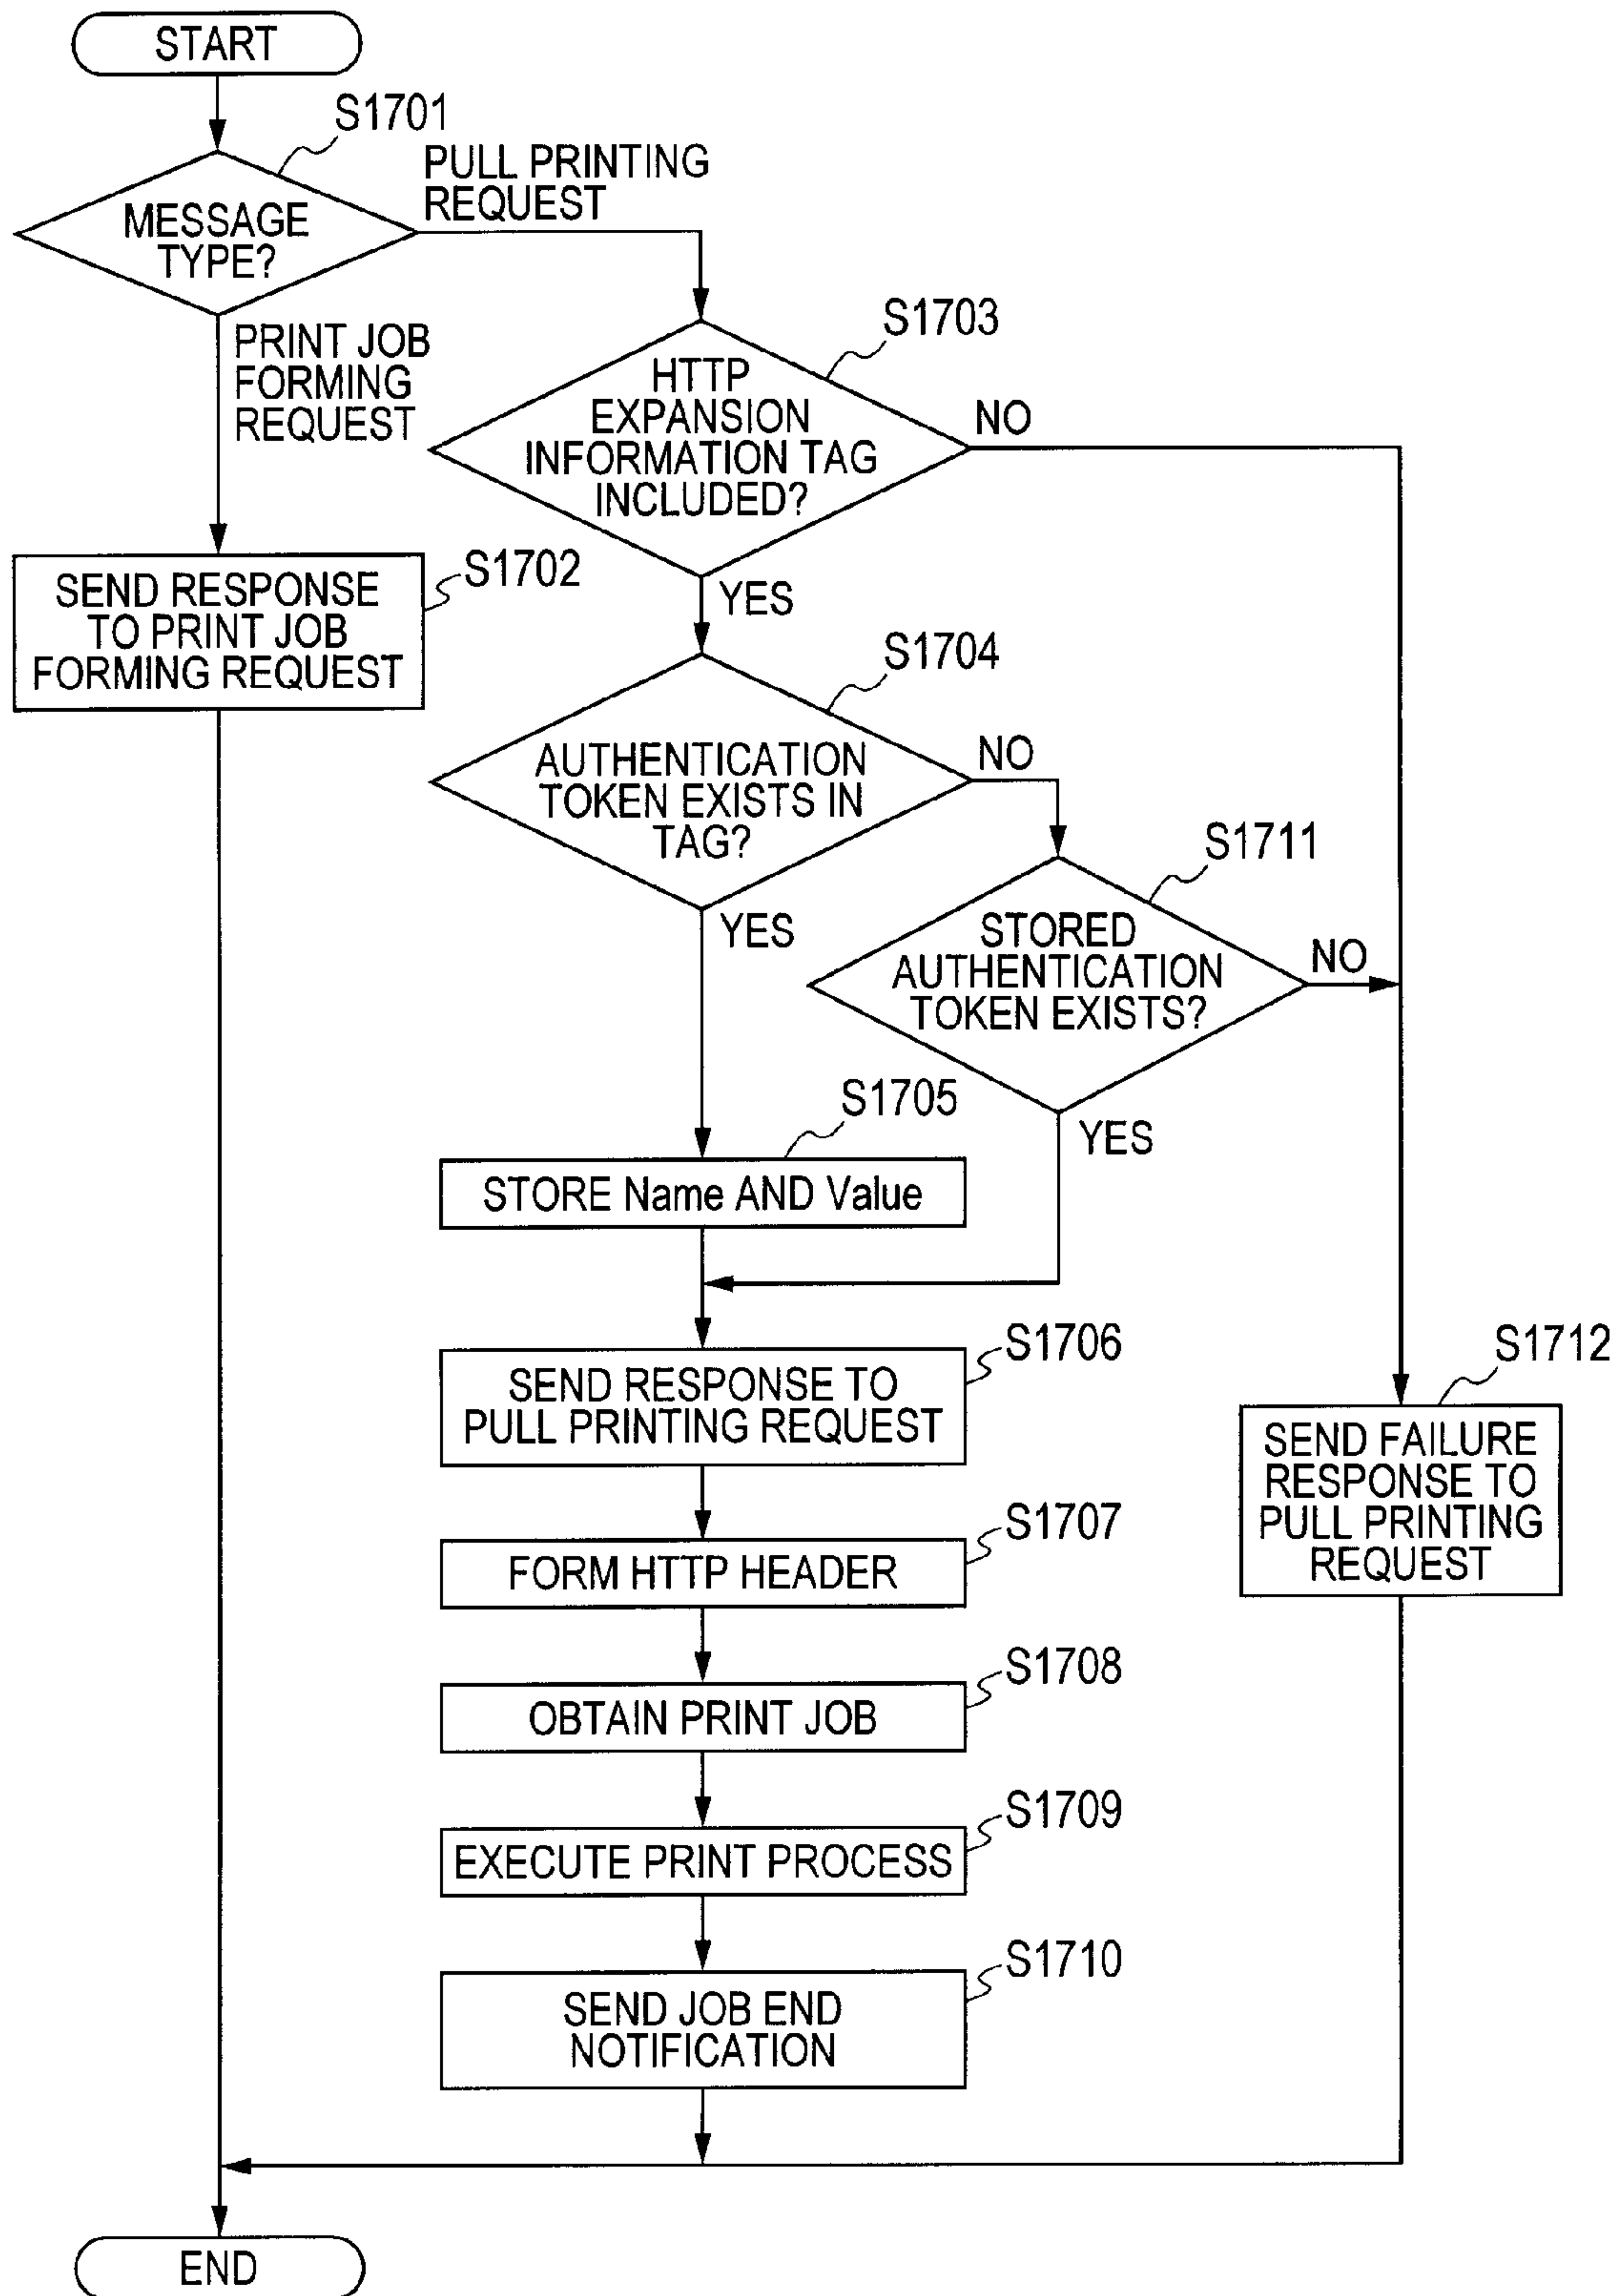 START
S1701
PULL PRINTING
REQUEST
MESSAGE
TYPE?
PRINT JOB
FORMING
REQUEST
S1703
HTTP
EXPANSION
INFORMATION TAG
INCLUDED?
NO
YES
S1702
SEND RESPONSE
TO PRINT JOB
FORMING REQUEST
S1704
AUTHENTICATION
TOKEN EXISTS IN
TAG?
NO
YES
S1711
STORED
AUTHENTICATION
TOKEN EXISTS?
NO
YES
S1705
STORE Name AND Value
S1706
SEND RESPONSE TO
PULL PRINTING REQUEST
S1712
SEND FAILURE
RESPONSE TO
PULL PRINTING
REQUEST
S1707
FORM HTTP HEADER
S1708
OBTAIN PRINT JOB
S1709
EXECUTE PRINT PROCESS
S1710
SEND JOB END
NOTIFICATION
END